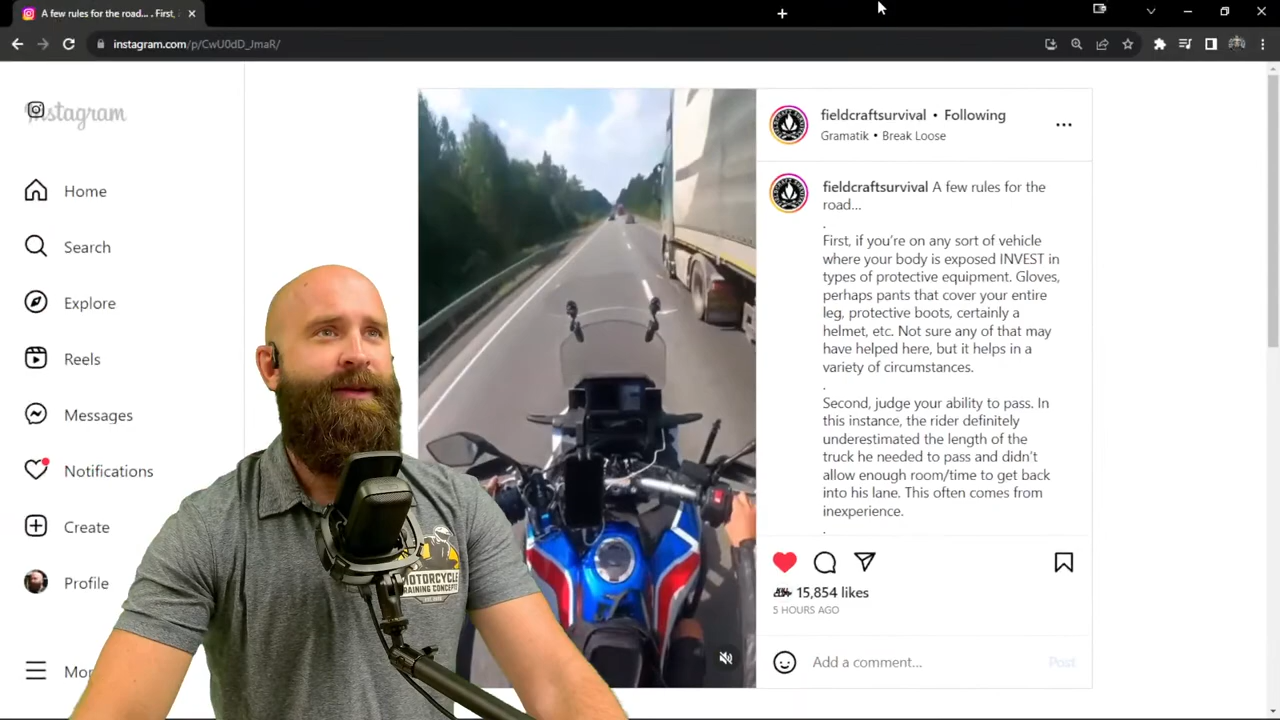 A few rules for the road... . First, a
instagram.com/p/CwU0dD_JmaR/
Instagram
Home
Search
Explore
Reels
Messages
Notifications
Create
Profile
Mor
MOTORCYCLE
TRAINING CONCEPTS
fieldcraftsurvival • Following
Gramatik • Break Loose
fieldcraftsurvival A few rules for the
road...
.
First, if you’re on any sort of vehicle
where your body is exposed INVEST in
types of protective equipment. Gloves,
perhaps pants that cover your entire
leg, protective boots, certainly a
helmet, etc. Not sure any of that may
have helped here, but it helps in a
variety of circumstances.
.
Second, judge your ability to pass. In
this instance, the rider definitely
underestimated the length of the
truck he needed to pass and didn’t
allow enough room/time to get back
into his lane. This often comes from
inexperience.
.
15,854 likes
5 HOURS AGO
Add a comment...
Post